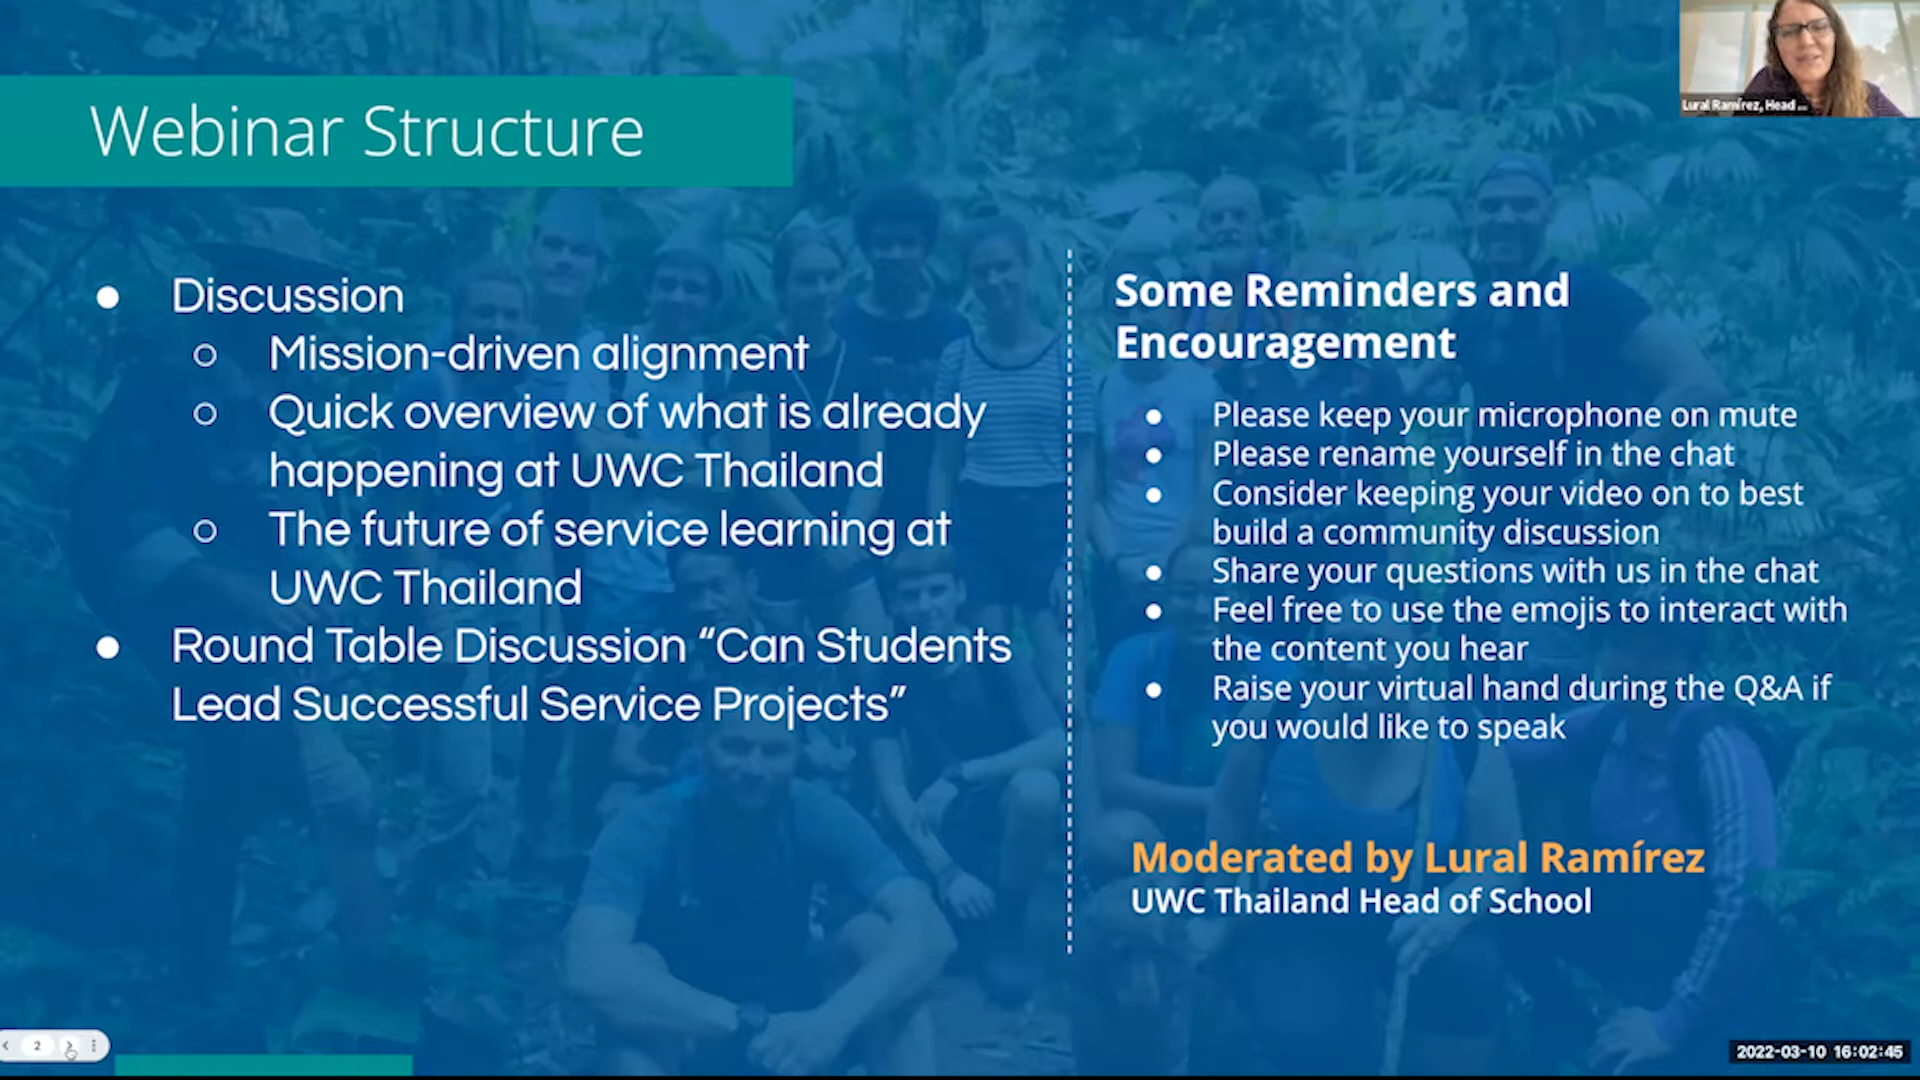 Webinar Structure
Lural Ramírez, Head ...
● Discussion
○ Mission-driven alignment
○ Quick overview of what is already
happening at UWC Thailand
○ The future of service learning at
UWC Thailand
● Round Table Discussion “Can Students
Lead Successful Service Projects”
Some Reminders and
Encouragement
● Please keep your microphone on mute
● Please rename yourself in the chat
● Consider keeping your video on to best
build a community discussion
● Share your questions with us in the chat
● Feel free to use the emojis to interact with
the content you hear
● Raise your virtual hand during the Q&A if
you would like to speak
Moderated by Lural Ramírez
UWC Thailand Head of School
2
2022-03-10 16:02:45